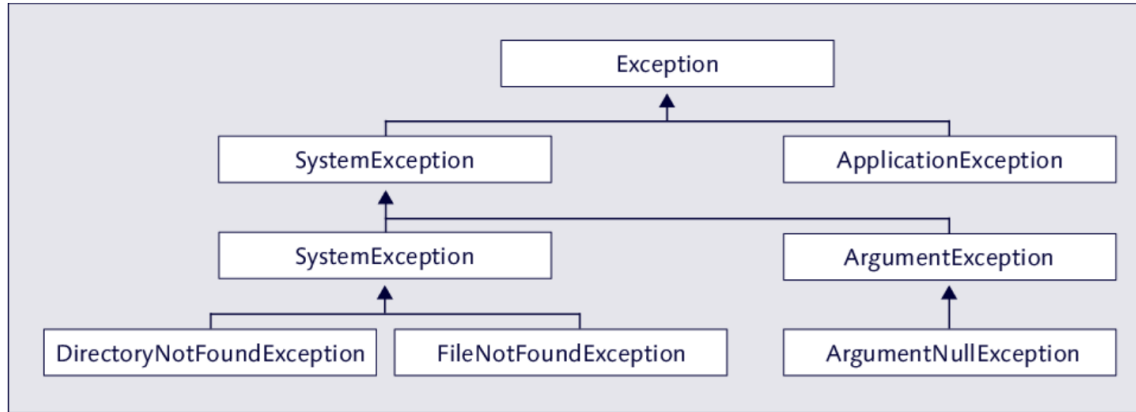 Exception
SystemException
ApplicationException
SystemException
ArgumentException
DirectoryNotFoundException
FileNotFoundException
ArgumentNullException